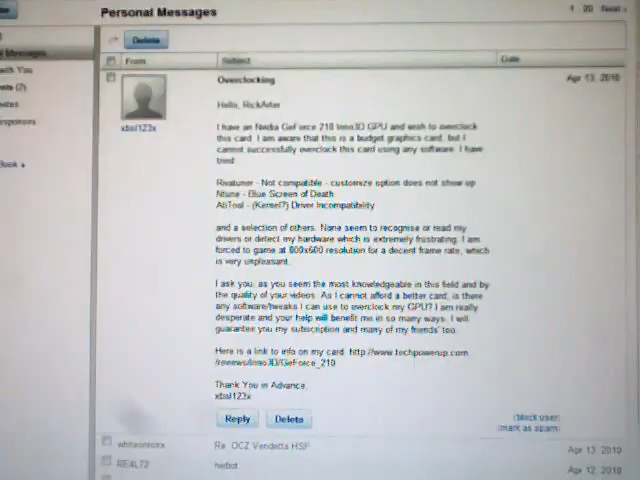 Personal Messages
1 20 Next
Delete
Messages
From Subject Date
with You
Overclocking Apr 13, 2010
Hello, RickArter
xbsl123x
I have an Nvidia GeForce 210 Inno3D GPU and wish to overclock
this card. I am aware that this is a budget graphics card, but I
cannot successfully overclock this card using any software. I have
tried:
Rivatuner - Not compatible - customize option does not show up
Ntune - Blue Screen of Death
AtiTool - (Kernel?) Driver Incompatibility
and a selection of others. None seem to recognise or read my
drivers or detect my hardware which is extremely frustrating. I am
forced to game at 800x600 resolution for a decent frame rate, which
is very unpleasant.
I ask you, as you seem the most knowledgeable in this field and by
the quality of your videos. As I cannot afford a better card, is there
any software/tweaks I can use to overclock my GPU? I am really
desperate and your help will benefit me in so many ways. I will
guarantee you my subscription and many of my friends' too.
Here is a link to info on my card: http://www.techpowerup.com
/reviews/Inno3D/GeForce_210
Thank You in Advance,
xbsl123x
Reply Delete
(block user)
(mark as spam)
Re: OCZ Vendetta HSF Apr 13, 2010
RE4L72 Apr 12, 2010